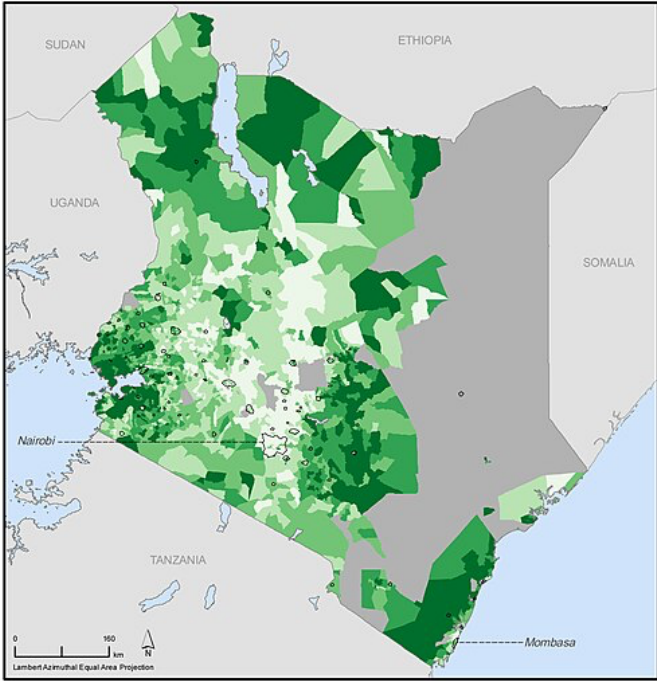 SUDAN
ETHIOPIA
UGANDA
SOMALIA
Nairobi
TANZANIA
0 160
km
N
Mombasa
Lambert Azimuthal Equal Area Projection